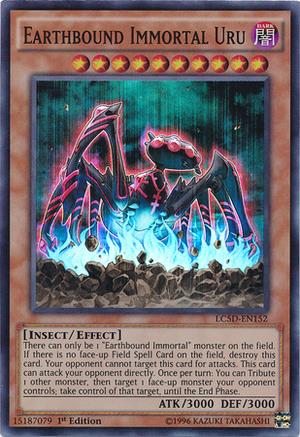 EARTHBOUND IMMORTAL URU
DARK
闇
LC5D-EN152
[INSECT/EFFECT]
There can only be 1 "Earthbound Immortal" monster on the field.
If there is no face-up Field Spell Card on the field, destroy this
card. Your opponent cannot target this card for attacks. This card
can attack your opponent directly. Once per turn: You can Tribute
1 other monster, then target 1 face-up monster your opponent
controls; take control of that target, until the End Phase.
ATK/3000 DEF/3000
15187079 1st Edition ©1996 KAZUKI TAKAHASHI